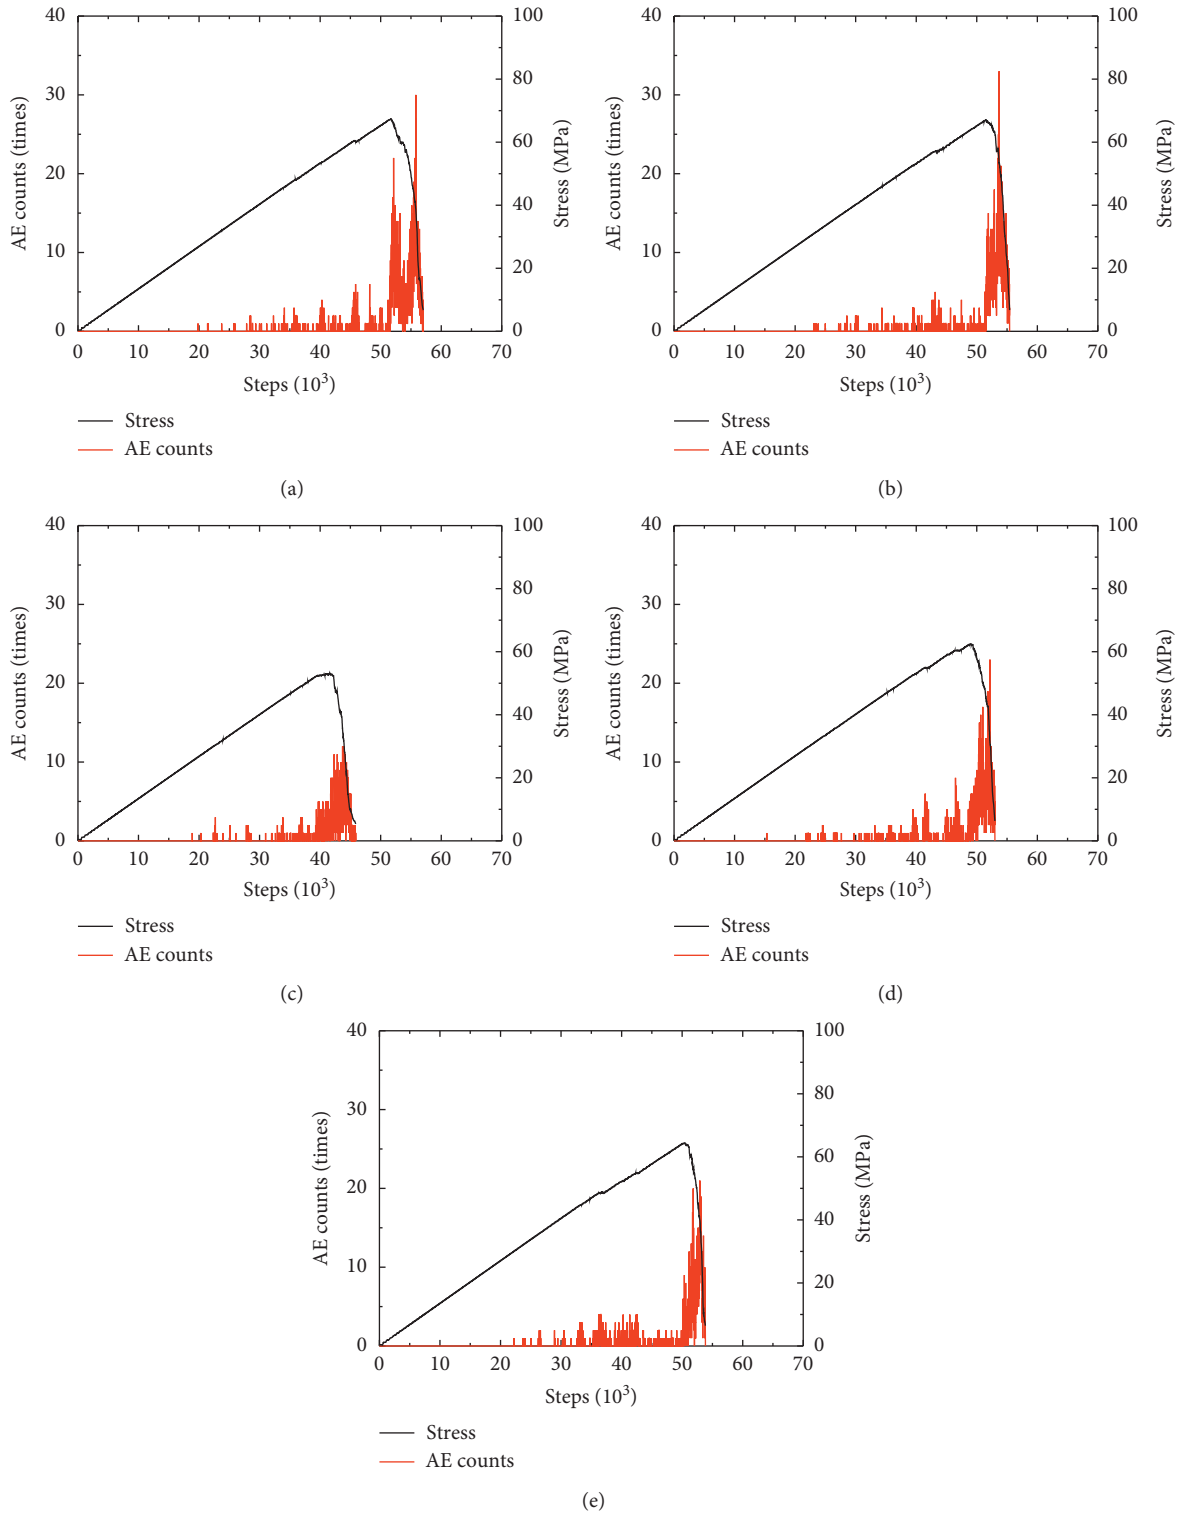 40 100 40 100
80 80
30 30
60 60
20 20
40 40
10 10
20 20
0 0 0 0
0 10 20 30 40 50 60 70 0 10 20 30 40 50 60 70
AE counts (times) Stress (MPa) AE counts (times) Stress (MPa)
Steps (10³) Steps (10³)
Stress Stress
AE counts AE counts
(a) (b)
40 100 40 100
80 80
30 30
60 60
20 20
40 40
10 10
20 20
0 0 0 0
0 10 20 30 40 50 60 70 0 10 20 30 40 50 60 70
AE counts (times) Stress (MPa) AE counts (times) Stress (MPa)
Steps (10³) Steps (10³)
Stress Stress
AE counts AE counts
(c) (d)
40 100
80
30
60
20
40
10
20
0 0
0 10 20 30 40 50 60 70
AE counts (times) Stress (MPa)
Steps (10³)
Stress
AE counts
(e)